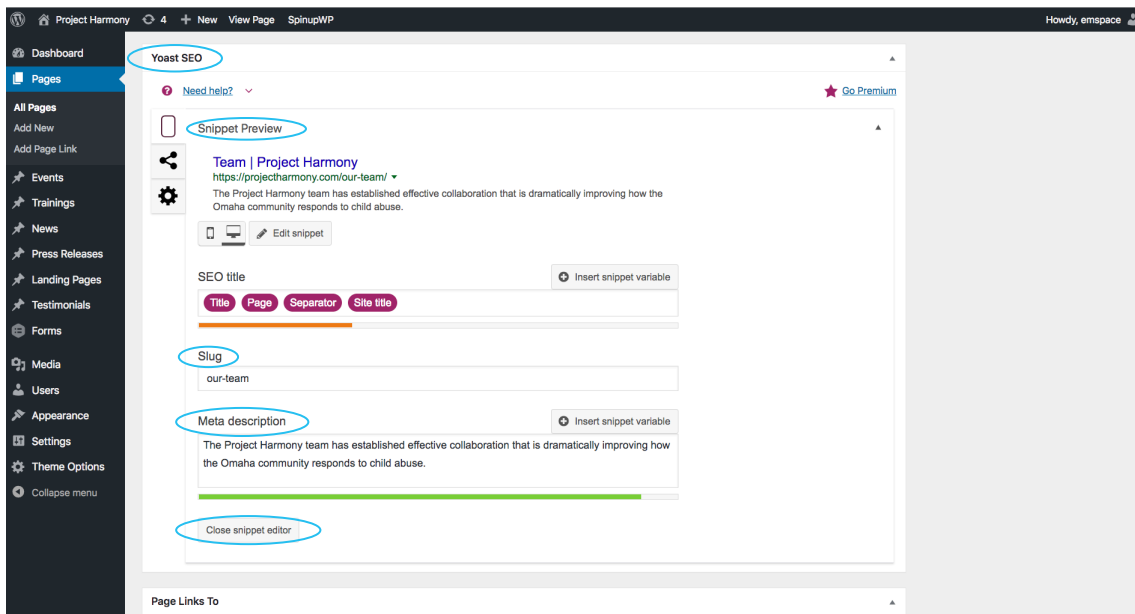 Project Harmony 4 New View Page SpinupWP Howdy, emspace
Dashboard
Pages
All Pages
Add New
Add Page Link
Events
Trainings
News
Press Releases
Landing Pages
Testimonials
Forms
Media
Users
Appearance
Settings
Theme Options
Collapse menu
Yoast SEO
Need help?
Go Premium
Snippet Preview
Team | Project Harmony
https://projectharmony.com/our-team/
The Project Harmony team has established effective collaboration that is dramatically improving how the
Omaha community responds to child abuse.
Edit snippet
SEO title
Insert snippet variable
Title Page Separator Site title
Slug
our-team
Meta description
Insert snippet variable
The Project Harmony team has established effective collaboration that is dramatically improving how
the Omaha community responds to child abuse.
Close snippet editor
Page Links To